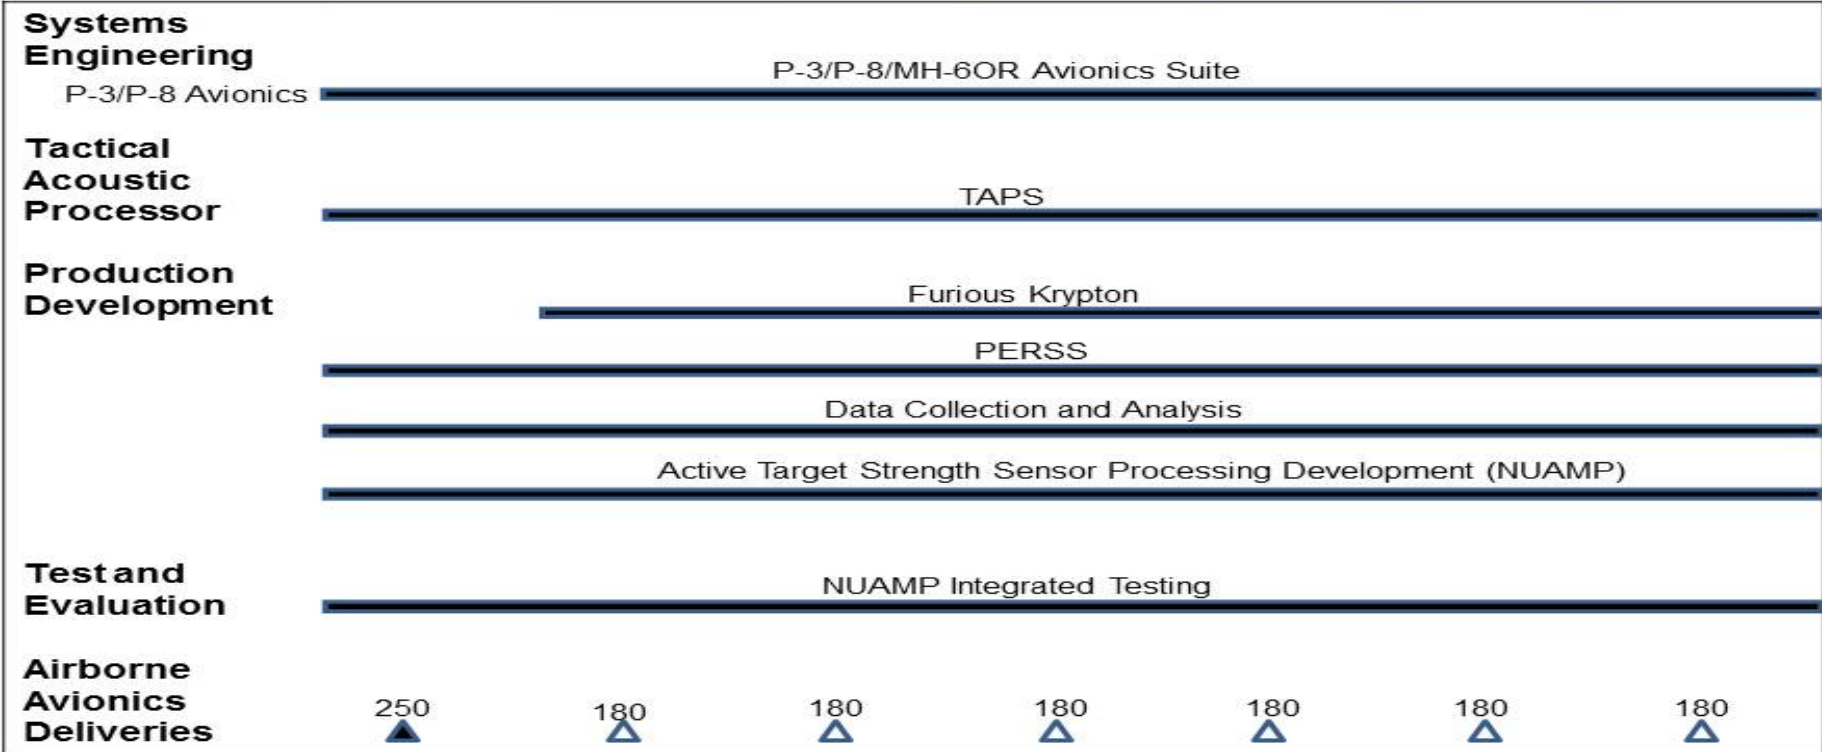 Systems
Engineering
P-3/P-8/MH-6OR Avionics Suite
P-3/P-8 Avionics
Tactical
Acoustic
Processor
TAPS
Production
Development
Furious Krypton
PERSS
Data Collection and Analysis
Active Target Strength Sensor Processing Development (NUAMP)
Test and
Evaluation
NUAMP Integrated Testing
Airborne
Avionics
Deliveries
250 180 180 180 180 180 180